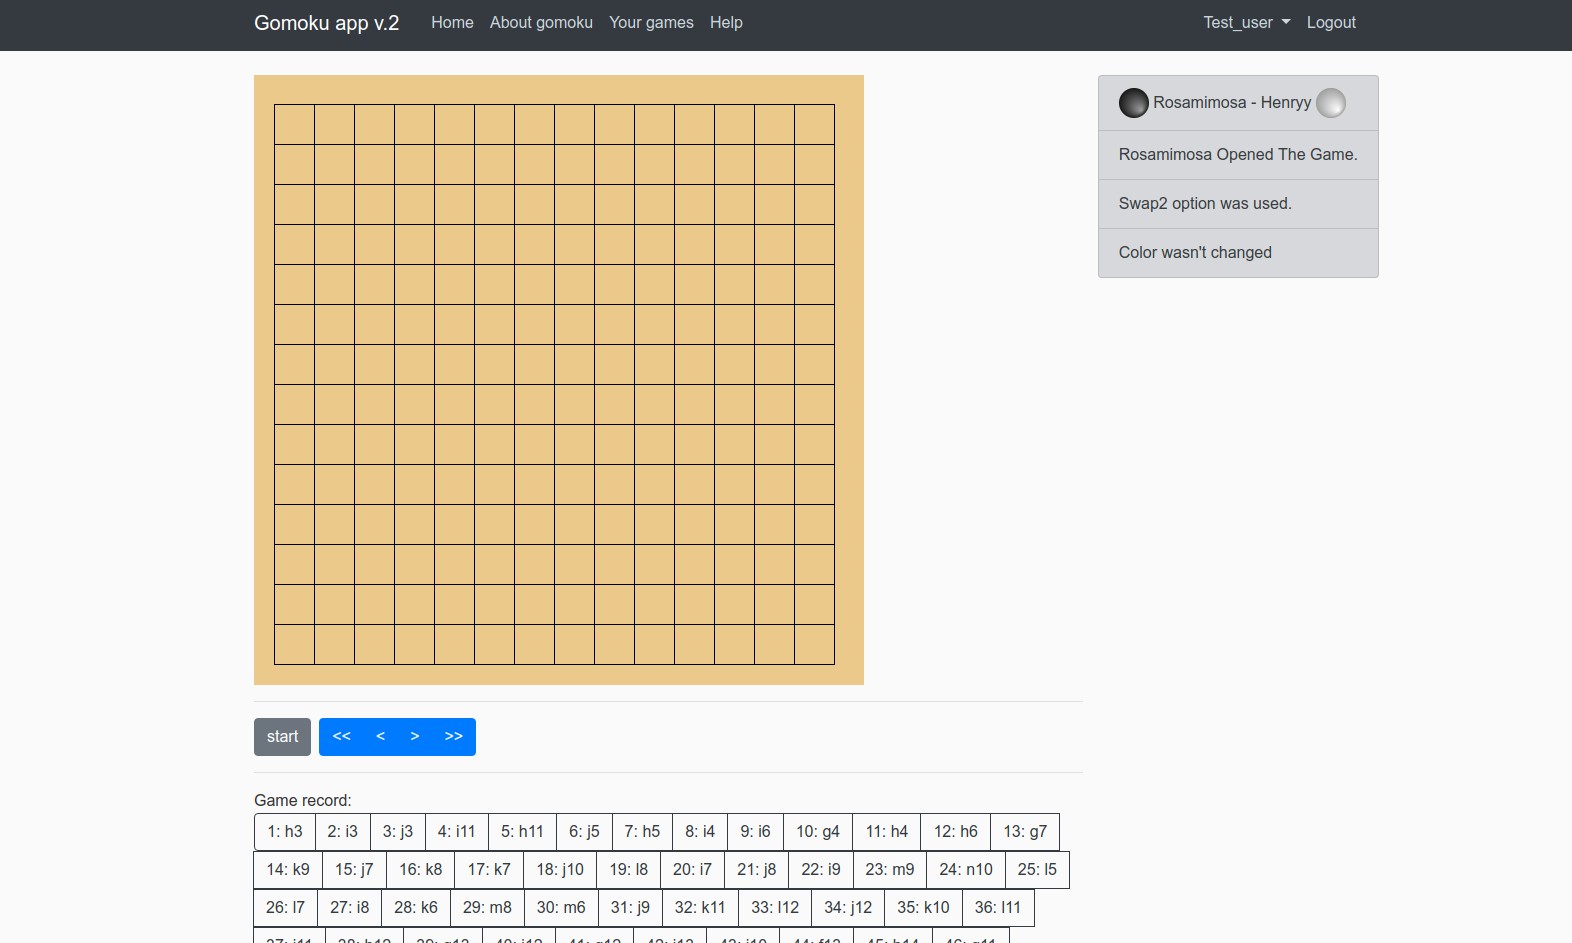 Gomoku app v.2 Home About gomoku Your games Help Test_user Logout
Rosamimosa - Henryy
Rosamimosa Opened The Game.
Swap2 option was used.
Color wasn't changed
start << < > >>
Game record:
1: h3 2: i3 3: j3 4: i11 5: h11 6: j5 7: h5 8: i4 9: i6 10: g4 11: h4 12: h6 13: g7
14: k9 15: j7 16: k8 17: k7 18: j10 19: l8 20: i7 21: j8 22: i9 23: m9 24: n10 25: l5
26: l7 27: i8 28: k6 29: m8 30: m6 31: j9 32: k11 33: l12 34: j12 35: k10 36: l11